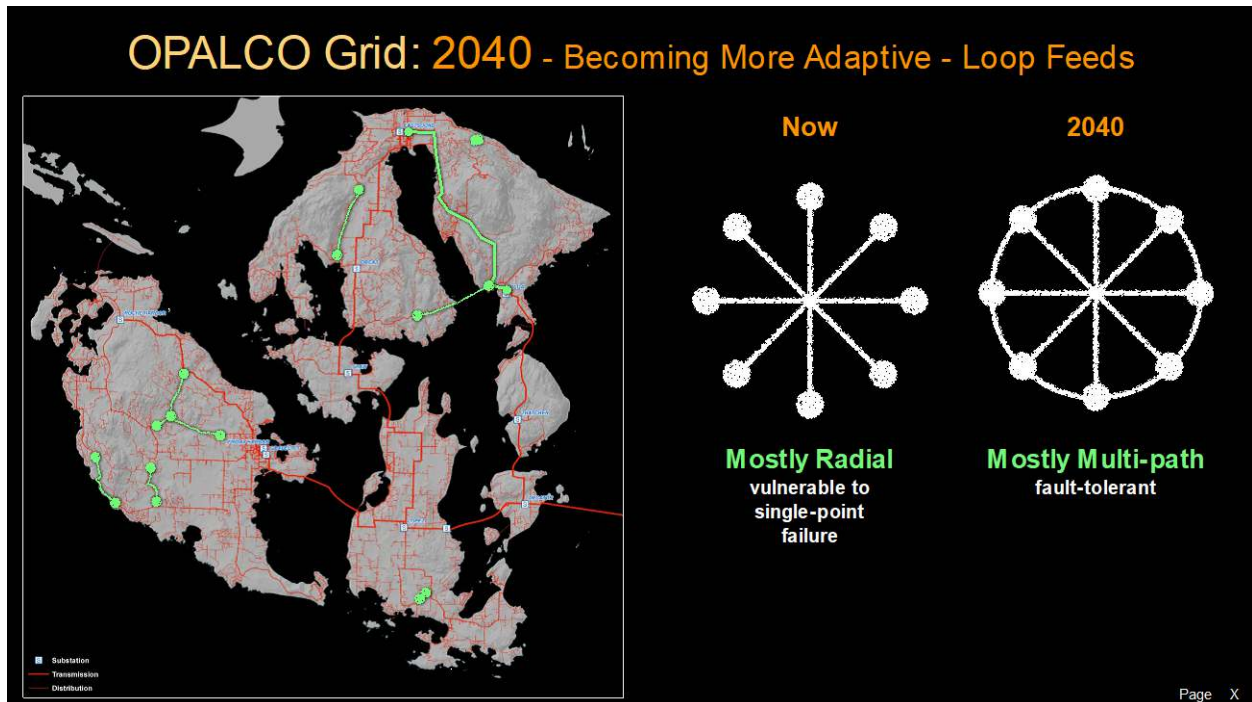 OPALCO Grid: 2040 - Becoming More Adaptive - Loop Feeds
Now
2040
Mostly Radial
vulnerable to
single-point
failure
Mostly Multi-path
fault-tolerant
Substation
Transmission
Distribution
Page X